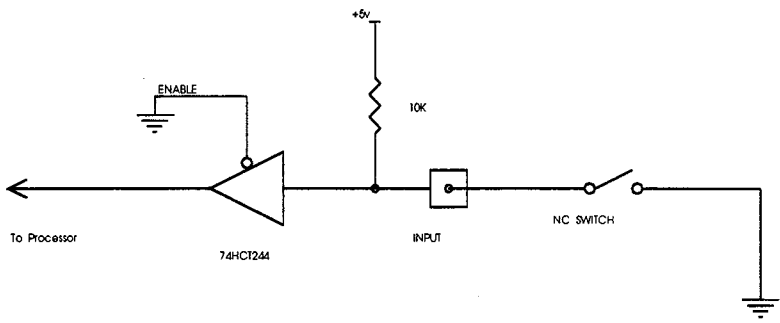 +5v
ENABLE
10K
To Processor
74HCT244
INPUT
NC SWITCH